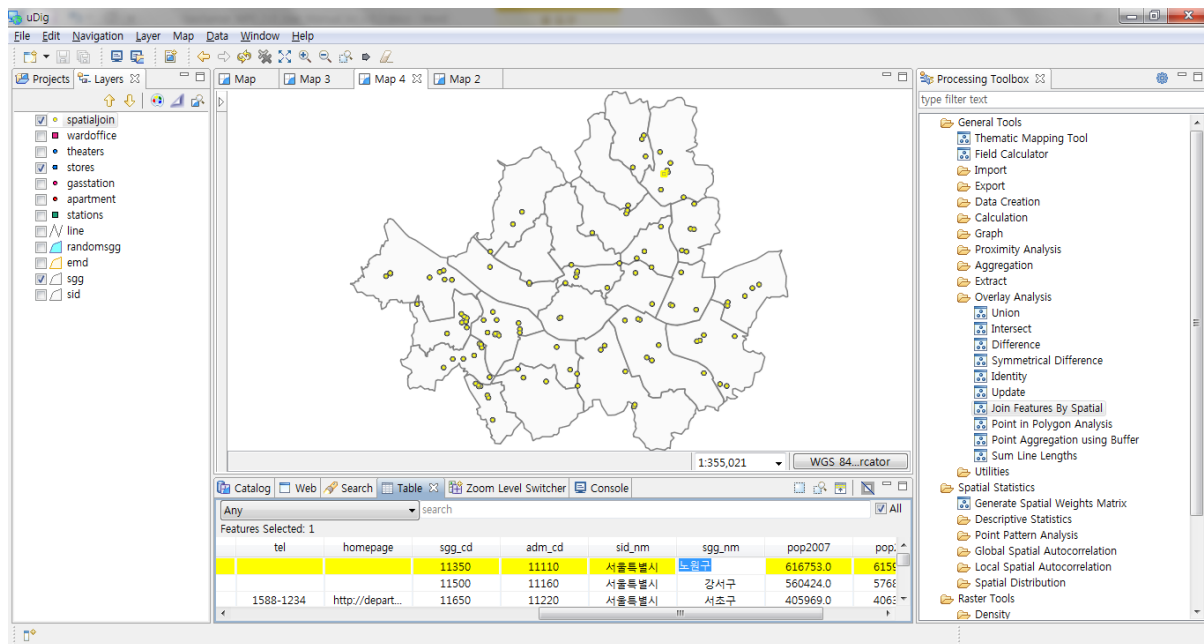 uDig
File Edit Navigation Layer Map Data Window Help
Projects Layers
Map Map 3 Map 4 Map 2
Processing Toolbox
type filter text
spatialjoin
wardoffice
theaters
stores
gasstation
apartment
stations
line
randomsgg
emd
sgg
sid
General Tools
Thematic Mapping Tool
Field Calculator
Import
Export
Data Creation
Calculation
Graph
Proximity Analysis
Aggregation
Extract
Overlay Analysis
Union
Intersect
Difference
Symmetrical Difference
Identity
Update
Join Features By Spatial
Point in Polygon Analysis
Point Aggregation using Buffer
Sum Line Lengths
Utilities
Spatial Statistics
Generate Spatial Weights Matrix
Descriptive Statistics
Point Pattern Analysis
Global Spatial Autocorrelation
Local Spatial Autocorrelation
Spatial Distribution
Raster Tools
Density
1:355,021 WGS 84...rcator
Catalog Web Search Table Zoom Level Switcher Console
Any search All
Features Selected: 1
tel homepage sgg_cd adm_cd sid_nm sgg_nm pop2007 pop
11350 11110 서울특별시 노원구 616753.0 6159
11500 11160 서울특별시 강서구 560424.0 5768
1588-1234 http://depart... 11650 11220 서울특별시 서초구 405969.0 4063